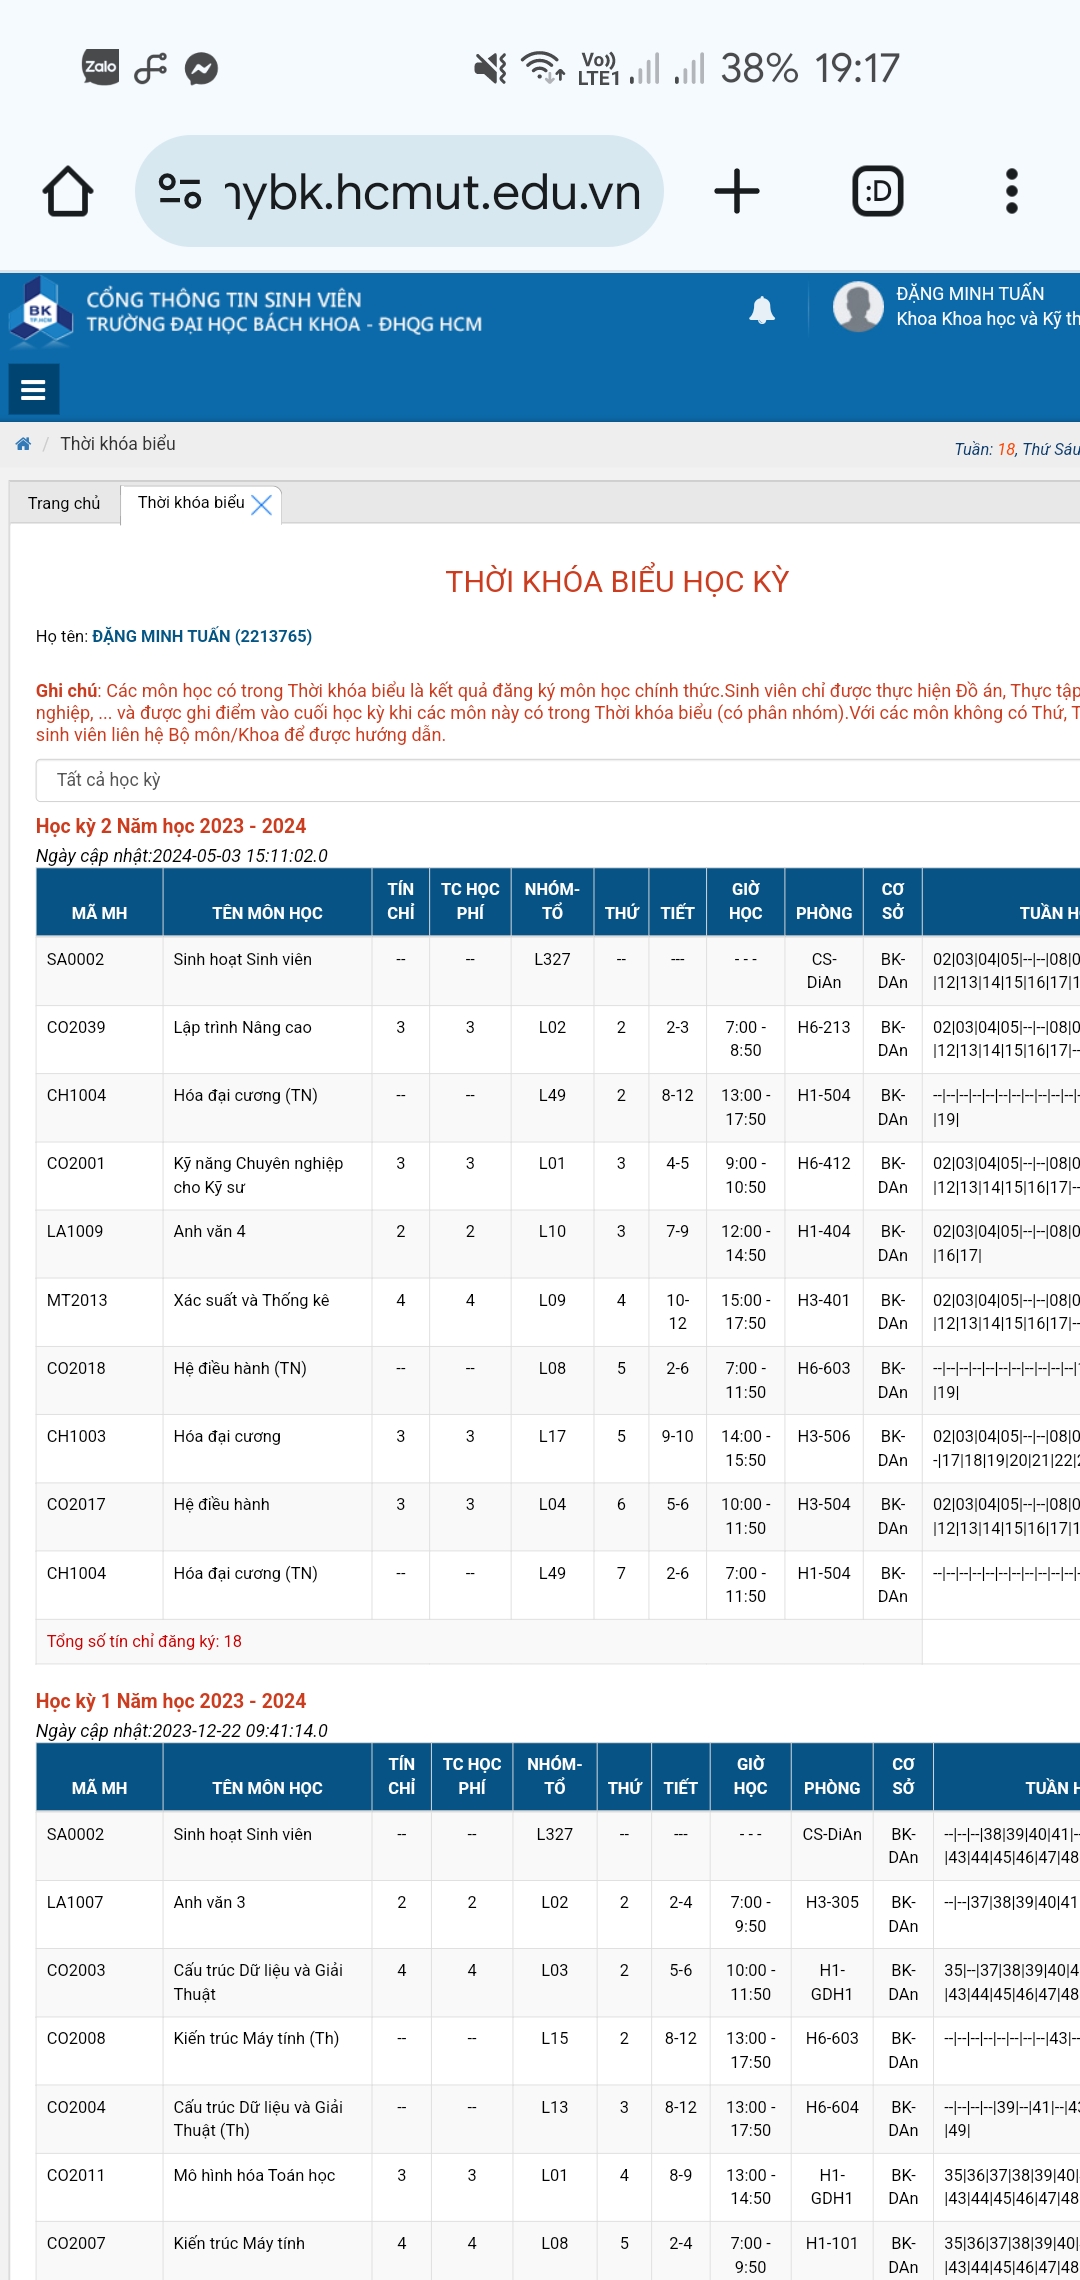 Zalo
Vo)) LTE1 38% 19:17
mybk.hcmut.edu.vn
:D
BK
TP.HCM
CỔNG THÔNG TIN SINH VIÊN
TRƯỜNG ĐẠI HỌC BÁCH KHOA - ĐHQG HCM
ĐẶNG MINH TUẤN
Khoa Khoa học và Kỹ th
/ Thời khóa biểu
Tuần: 18, Thứ Sáu
Trang chủ
Thời khóa biểu
THỜI KHÓA BIỂU HỌC KỲ
Họ tên: ĐẶNG MINH TUẤN (2213765)
Ghi chú: Các môn học có trong Thời khóa biểu là kết quả đăng ký môn học chính thức.Sinh viên chỉ được thực hiện Đồ án, Thực tập
nghiệp, ... và được ghi điểm vào cuối học kỳ khi các môn này có trong Thời khóa biểu (có phân nhóm).Với các môn không có Thứ, T
sinh viên liên hệ Bộ môn/Khoa để được hướng dẫn.
Tất cả học kỳ
Học kỳ 2 Năm học 2023 - 2024
Ngày cập nhật:2024-05-03 15:11:02.0
MÃ MH TÊN MÔN HỌC TÍN CHỈ TC HỌC PHÍ NHÓM-TỔ THỨ TIẾT GIỜ HỌC PHÒNG CƠ SỞ TUẦN H
SA0002 Sinh hoạt Sinh viên -- -- L327 -- --- - - - CS-DiAn BK-DAn 02|03|04|05|--|--|08|0
|12|13|14|15|16|17|1
CO2039 Lập trình Nâng cao 3 3 L02 2 2-3 7:00 - 8:50 H6-213 BK-DAn 02|03|04|05|--|--|08|0
|12|13|14|15|16|17|--
CH1004 Hóa đại cương (TN) -- -- L49 2 8-12 13:00 - 17:50 H1-504 BK-DAn --|--|--|--|--|--|--|--|--|--|--|
|19|
CO2001 Kỹ năng Chuyên nghiệp cho Kỹ sư 3 3 L01 3 4-5 9:00 - 10:50 H6-412 BK-DAn 02|03|04|05|--|--|08|0
|12|13|14|15|16|17|--
LA1009 Anh văn 4 2 2 L10 3 7-9 12:00 - 14:50 H1-404 BK-DAn 02|03|04|05|--|--|08|0
|16|17|
MT2013 Xác suất và Thống kê 4 4 L09 4 10-12 15:00 - 17:50 H3-401 BK-DAn 02|03|04|05|--|--|08|0
|12|13|14|15|16|17|--
CO2018 Hệ điều hành (TN) -- -- L08 5 2-6 7:00 - 11:50 H6-603 BK-DAn --|--|--|--|--|--|--|--|--|--|--|
|19|
CH1003 Hóa đại cương 3 3 L17 5 9-10 14:00 - 15:50 H3-506 BK-DAn 02|03|04|05|--|--|08|0
-|17|18|19|20|21|22|2
CO2017 Hệ điều hành 3 3 L04 6 5-6 10:00 - 11:50 H3-504 BK-DAn 02|03|04|05|--|--|08|0
|12|13|14|15|16|17|1
CH1004 Hóa đại cương (TN) -- -- L49 7 2-6 7:00 - 11:50 H1-504 BK-DAn --|--|--|--|--|--|--|--|--|--|--|
Tổng số tín chỉ đăng ký: 18
Học kỳ 1 Năm học 2023 - 2024
Ngày cập nhật:2023-12-22 09:41:14.0
MÃ MH TÊN MÔN HỌC TÍN CHỈ TC HỌC PHÍ NHÓM-TỔ THỨ TIẾT GIỜ HỌC PHÒNG CƠ SỞ TUẦN H
SA0002 Sinh hoạt Sinh viên -- -- L327 -- --- - - - CS-DiAn BK-DAn --|--|--|38|39|40|41|--
|43|44|45|46|47|48
LA1007 Anh văn 3 2 2 L02 2 2-4 7:00 - 9:50 H3-305 BK-DAn --|--|37|38|39|40|41
CO2003 Cấu trúc Dữ liệu và Giải Thuật 4 4 L03 2 5-6 10:00 - 11:50 H1-GDH1 BK-DAn 35|--|37|38|39|40|4
|43|44|45|46|47|48
CO2008 Kiến trúc Máy tính (Th) -- -- L15 2 8-12 13:00 - 17:50 H6-603 BK-DAn --|--|--|--|--|--|--|--|43|--
CO2004 Cấu trúc Dữ liệu và Giải Thuật (Th) -- -- L13 3 8-12 13:00 - 17:50 H6-604 BK-DAn --|--|--|--|39|--|41|--|43
|49|
CO2011 Mô hình hóa Toán học 3 3 L01 4 8-9 13:00 - 14:50 H1-GDH1 BK-DAn 35|36|37|38|39|40|
|43|44|45|46|47|48
CO2007 Kiến trúc Máy tính 4 4 L08 5 2-4 7:00 - 9:50 H1-101 BK-DAn 35|36|37|38|39|40|
|43|44|45|46|47|48